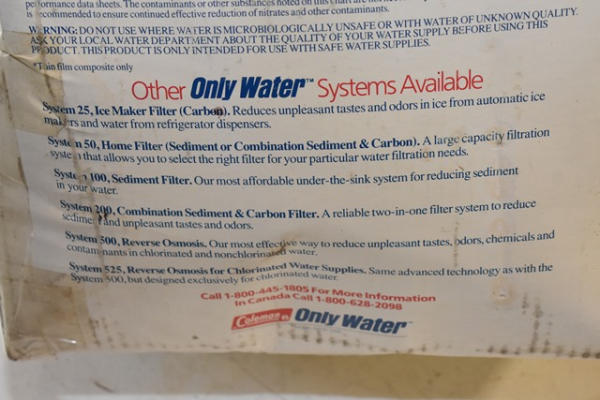 performance data sheets. The contaminants or other substances noted on this chart are
is recommended to ensure continued effective reduction of nitrates and other contaminants.
WARNING: DO NOT USE WHERE WATER IS MICROBIOLOGICALLY UNSAFE OR WITH WATER OF UNKNOWN QUALITY.
ASK YOUR LOCAL WATER DEPARTMENT ABOUT THE QUALITY OF YOUR WATER SUPPLY BEFORE USING THIS
PRODUCT. THIS PRODUCT IS ONLY INTENDED FOR USE WITH SAFE WATER SUPPLIES.
*Thin film composite only
Other Only Water™ Systems Available
System 25, Ice Maker Filter (Carbon). Reduces unpleasant tastes and odors in ice from automatic ice
makers and water from refrigerator dispensers.
System 50, Home Filter (Sediment or Combination Sediment & Carbon). A large capacity filtration
system that allows you to select the right filter for your particular water filtration needs.
System 100, Sediment Filter. Our most affordable under-the-sink system for reducing sediment
in your water.
System 200, Combination Sediment & Carbon Filter. A reliable two-in-one filter system to reduce
sediment and unpleasant tastes and odors.
System 500, Reverse Osmosis. Our most effective way to reduce unpleasant tastes, odors, chemicals and
contaminants in chlorinated and nonchlorinated water.
System 525, Reverse Osmosis for Chlorinated Water Supplies. Same advanced technology as with the
System 500, but designed exclusively for chlorinated water.
Call 1-800-445-1805 For More Information
In Canada Call 1-800-628-2098
Coleman Only Water™